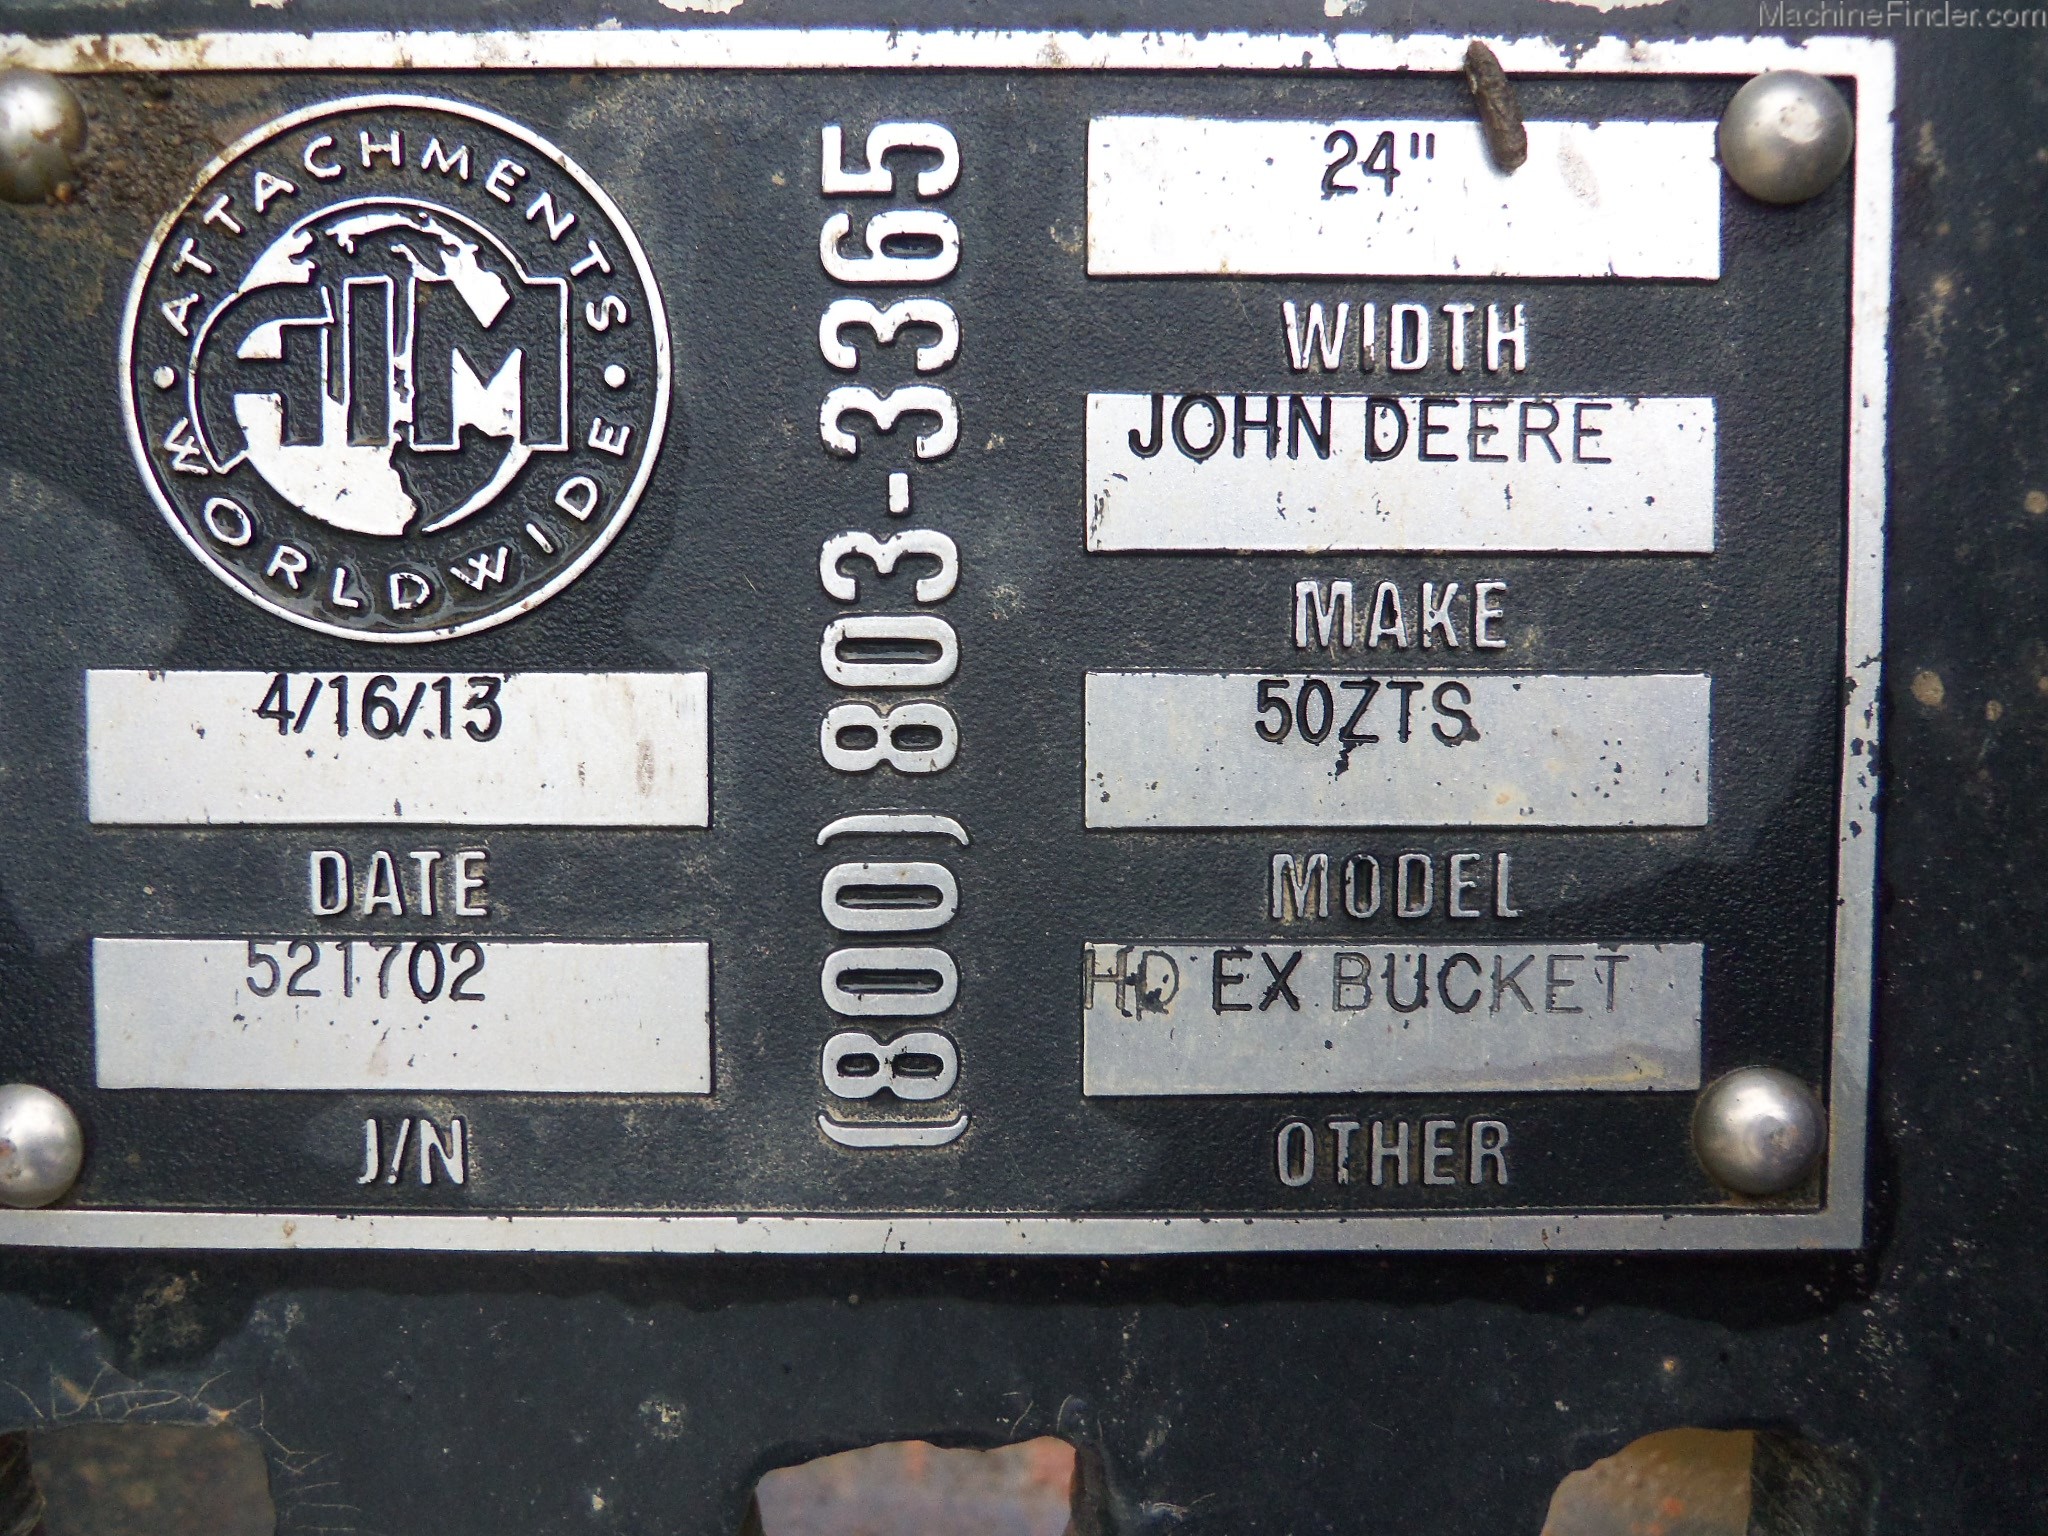 MachineFinder.com
ATTACHMENTS
AIM
WORLDWIDE
4/16/13
DATE
521702
J/N
(800) 803-3365
24"
WIDTH
JOHN DEERE
MAKE
50ZTS
MODEL
HD EX BUCKET
OTHER